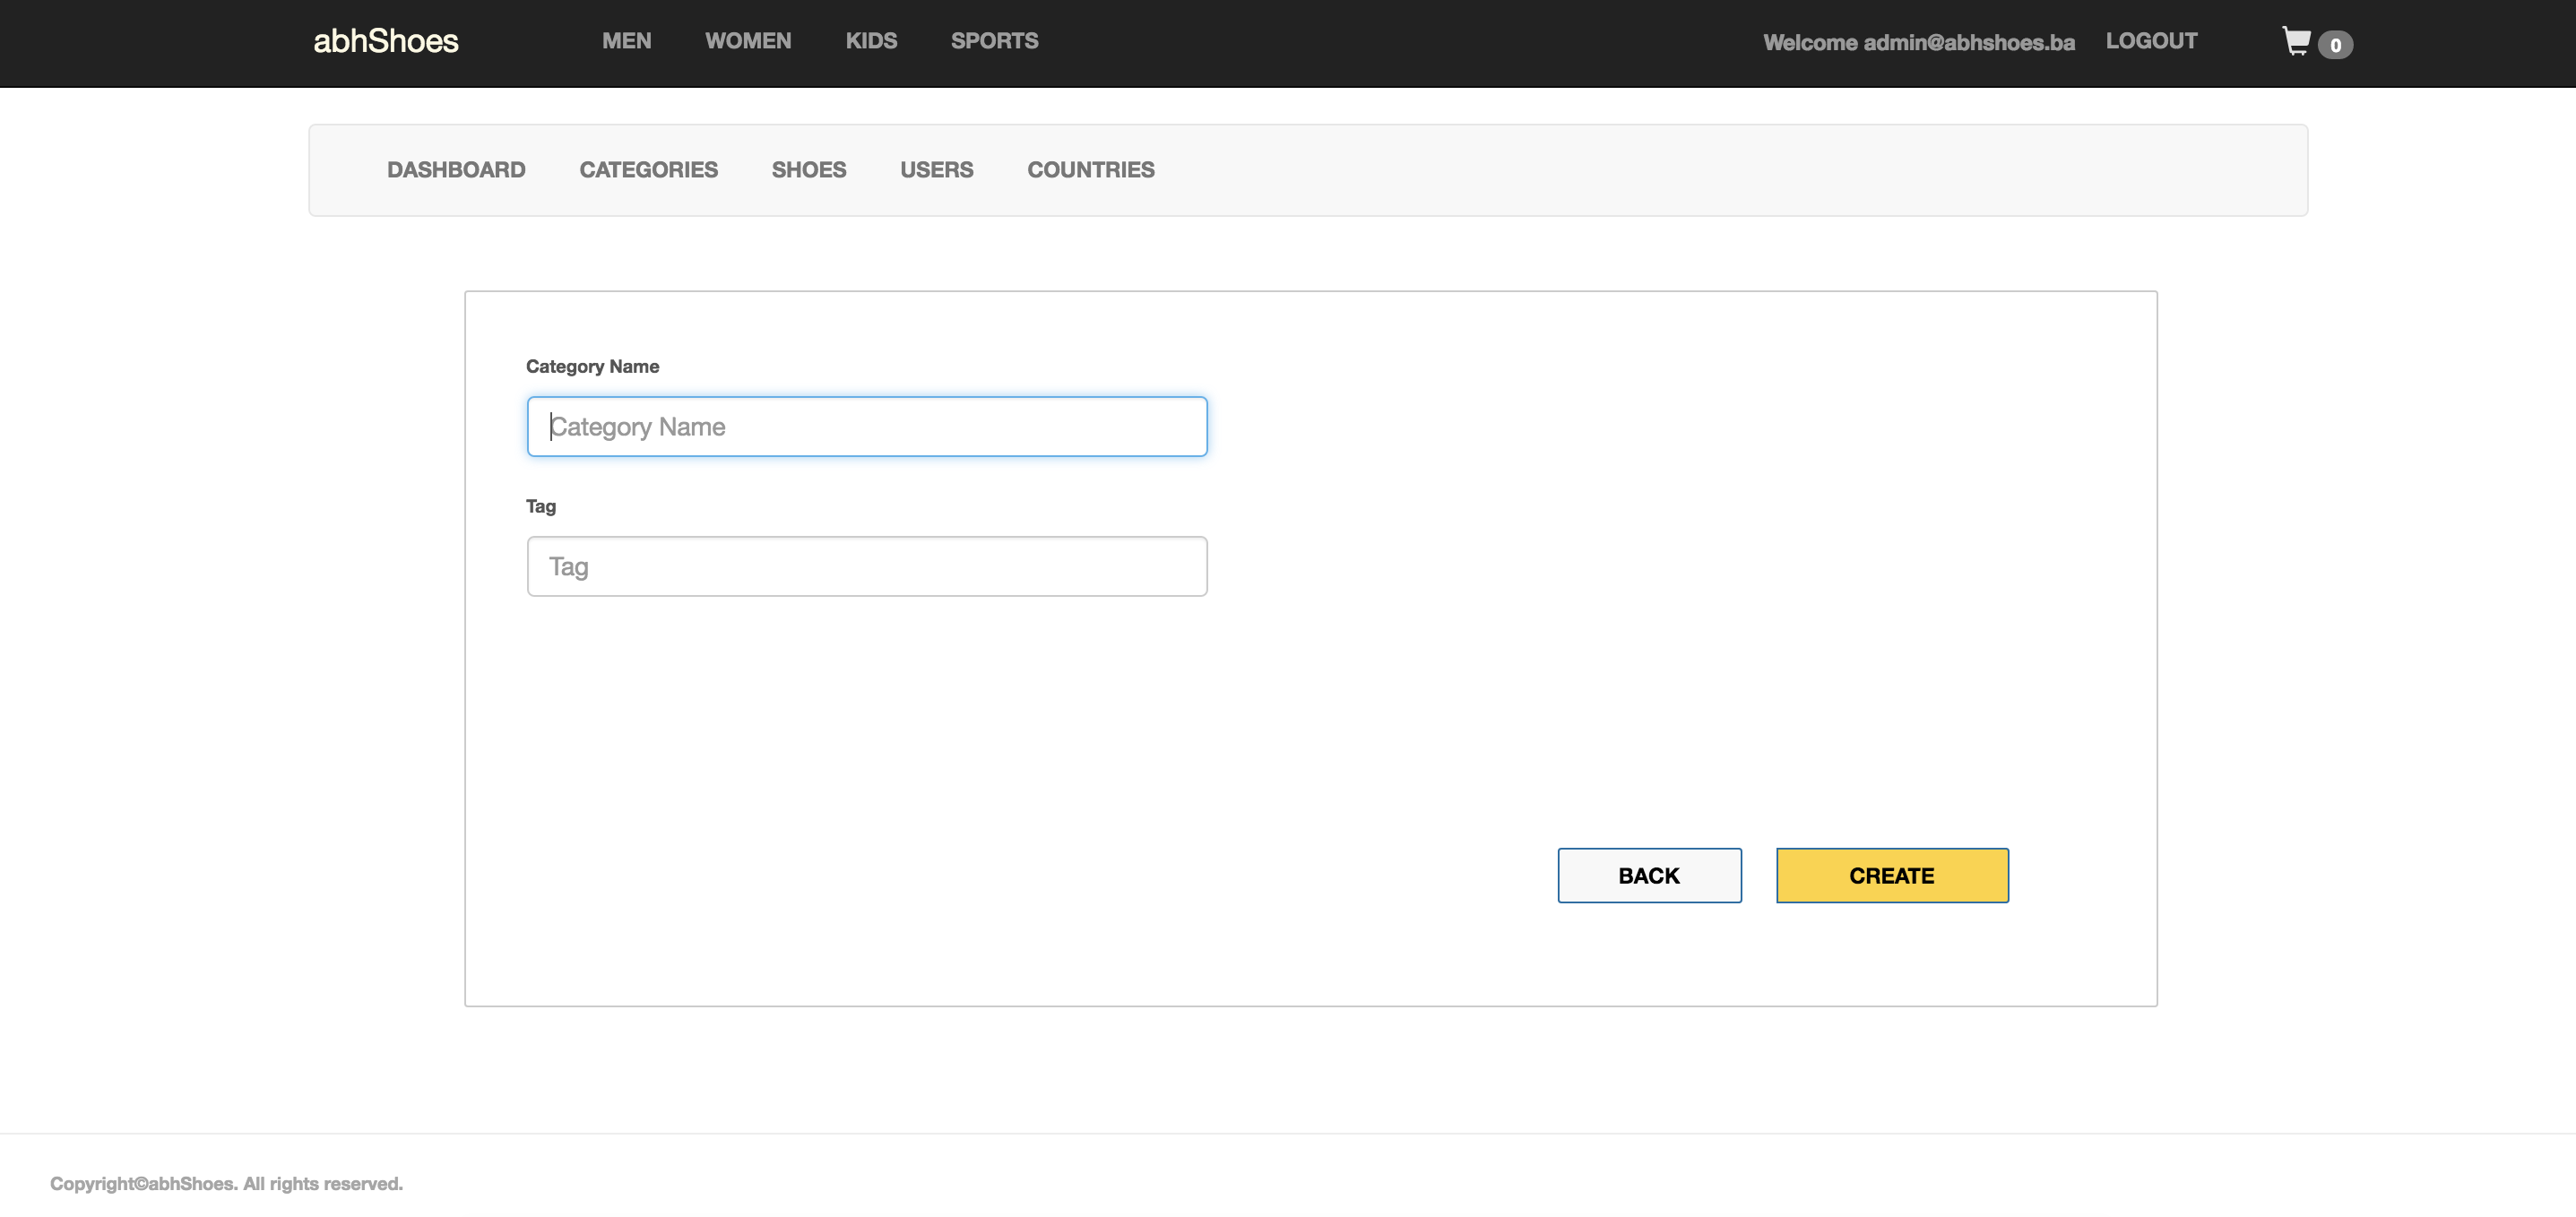 abhShoes MEN WOMEN KIDS SPORTS Welcome admin@abhshoes.ba LOGOUT 0
DASHBOARD CATEGORIES SHOES USERS COUNTRIES
Category Name
Category Name
Tag
Tag
BACK CREATE
Copyright©abhShoes. All rights reserved.